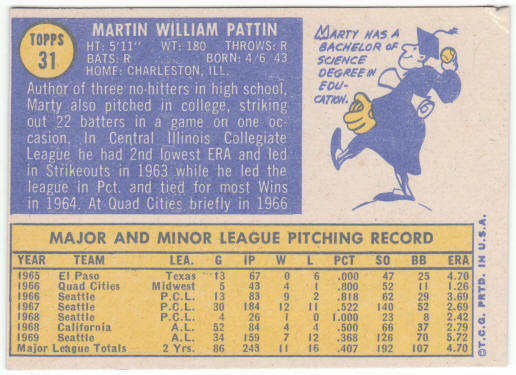 TOPPS
31
MARTIN WILLIAM PATTIN
HT: 5'11" WT: 180 THROWS: R
BATS: R BORN: 4/6/43
HOME: CHARLESTON, ILL.
Author of three no-hitters in high school,
Marty also pitched in college, striking
out 22 batters in a game on one oc-
casion. In Central Illinois Collegiate
League he had 2nd lowest ERA and led
in Strikeouts in 1963 while he led the
league in Pct. and tied for most Wins
in 1964. At Quad Cities briefly in 1966
MARTY HAS A
BACHELOR OF
SCIENCE
DEGREE IN
EDU-
CATION.
MAJOR AND MINOR LEAGUE PITCHING RECORD
YEAR TEAM LEA. G IP W L PCT SO BB ERA
1965 El Paso Texas 13 67 0 6 .000 47 25 4.70
1966 Quad Cities Midwest 5 43 4 1 .800 52 11 1.26
1966 Seattle P.C.L. 13 83 9 2 .818 62 29 3.69
1967 Seattle P.C.L. 30 184 12 11 .522 140 52 2.69
1968 Seattle P.C.L. 4 26 1 0 1.000 23 8 2.42
1968 California A.L. 52 84 4 4 .500 66 37 2.79
1969 Seattle A.L. 34 159 7 12 .368 126 70 5.72
Major League Totals 2 Yrs. 86 243 11 16 .407 192 107 4.70
©T.C.G. PRTD. IN U.S.A.